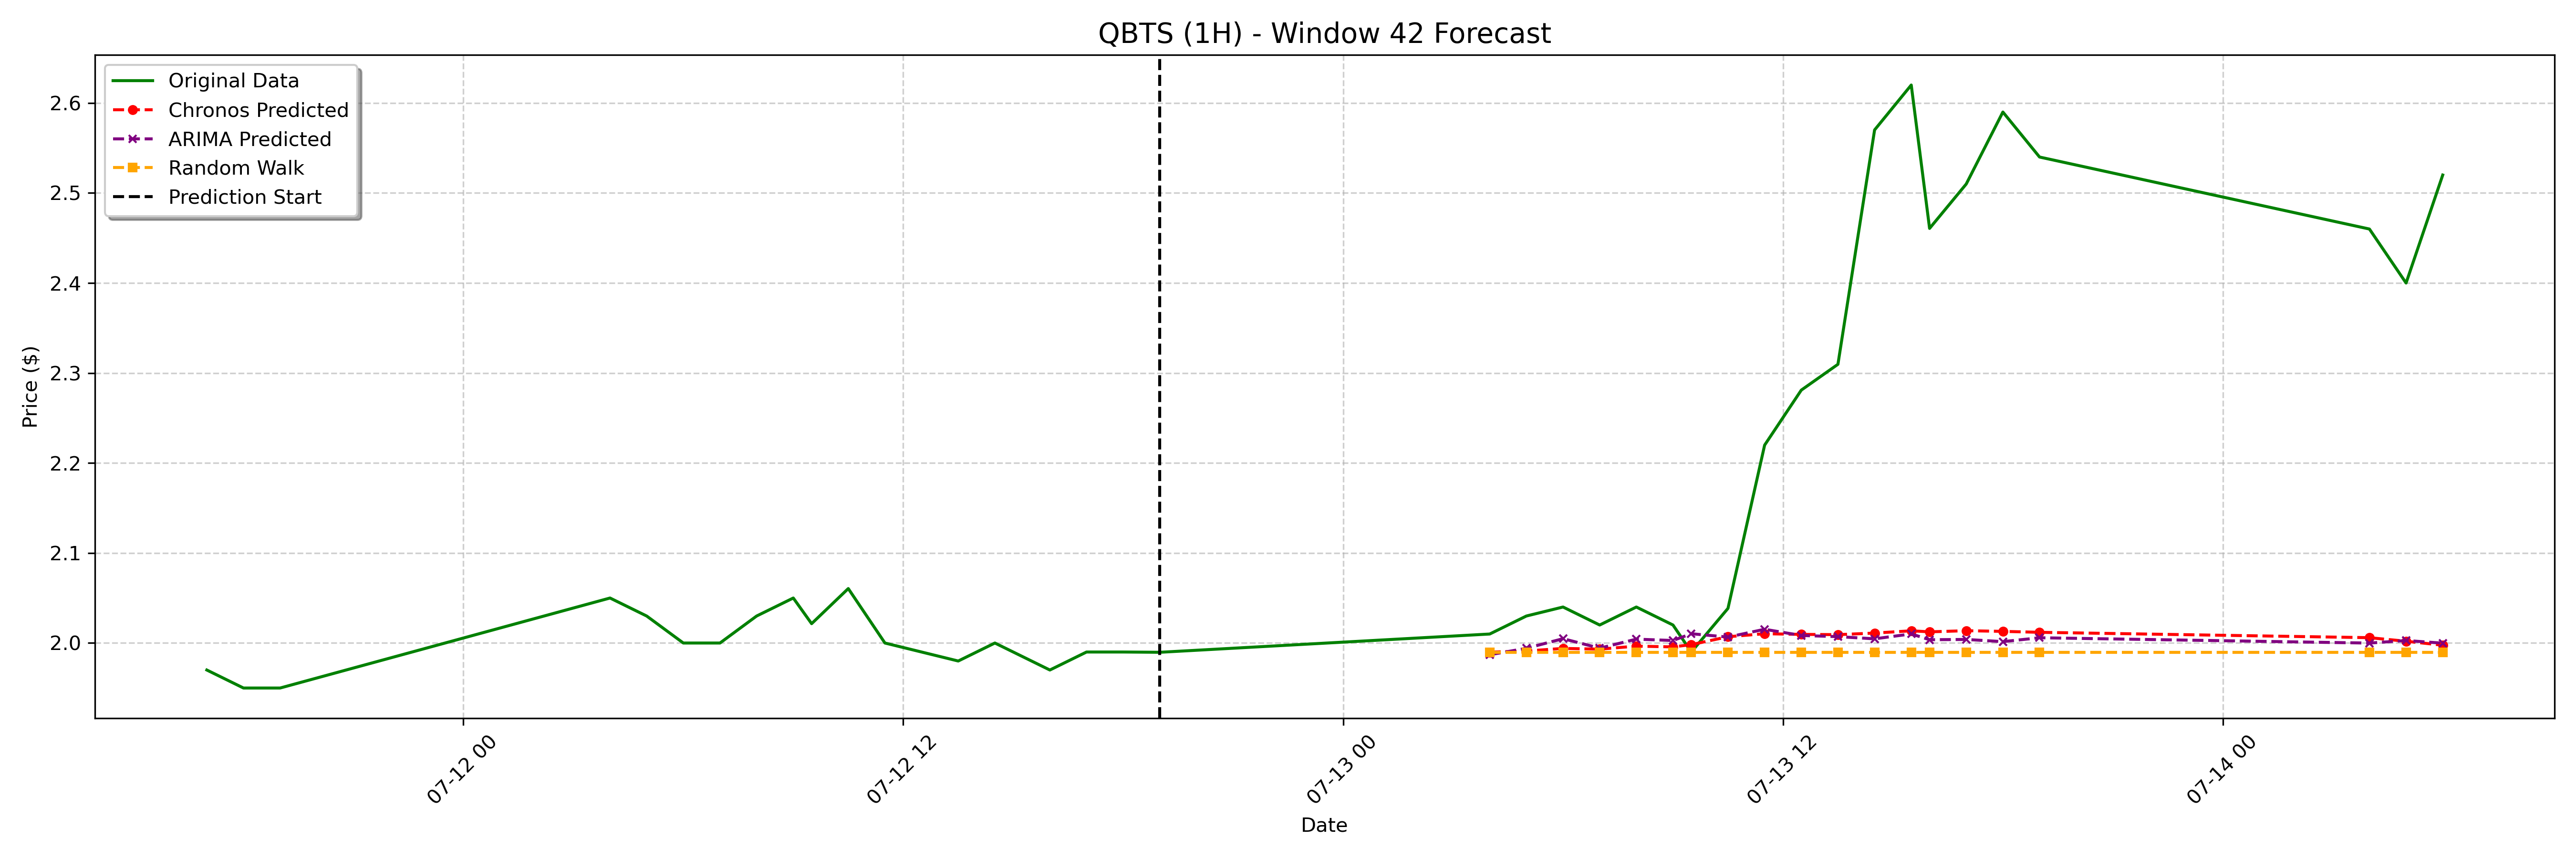 QBTS (1H) - Window 42 Forecast
Original Data
Chronos Predicted
ARIMA Predicted
Random Walk
Prediction Start
Price ($)
2.6
2.5
2.4
2.3
2.2
2.1
2.0
07-12 00
07-12 12
07-13 00
07-13 12
07-14 00
Date